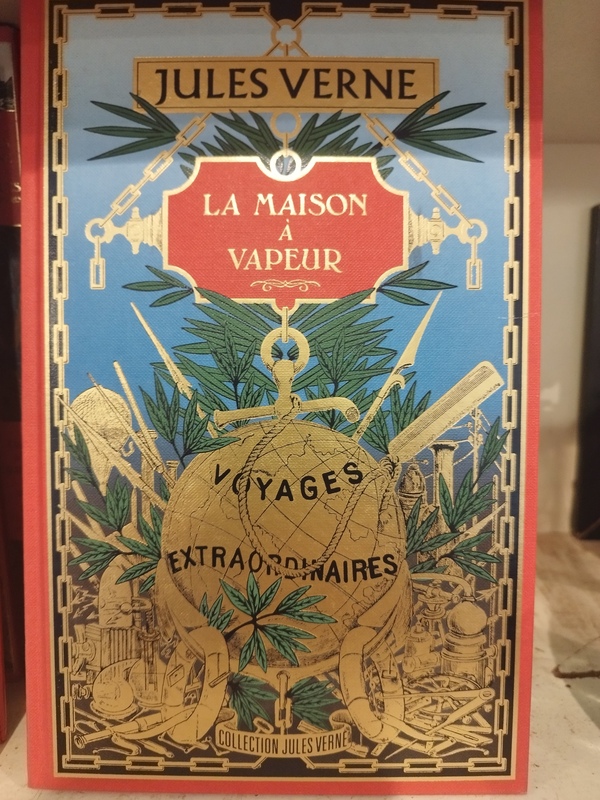 JULES VERNE
LA MAISON
À
VAPEUR
VOYAGES
EXTRAORDINAIRES
COLLECTION JULES VERNE